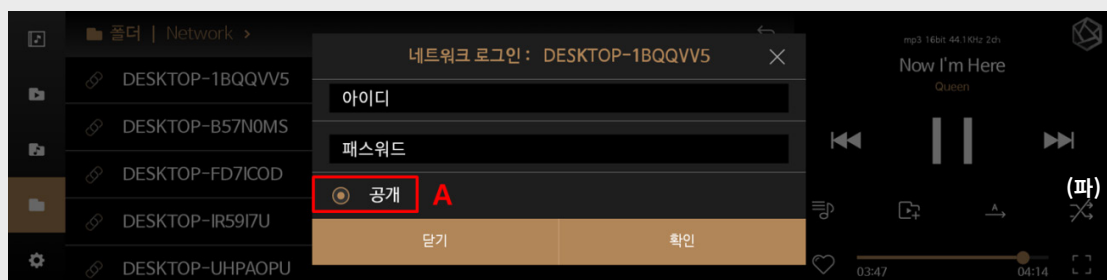 폴더 | Network >
DESKTOP-1BQQVV5
DESKTOP-B57N0MS
DESKTOP-FD7ICOD
DESKTOP-IR59I7U
DESKTOP-UHPAOPU
네트워크 로그인 : DESKTOP-1BQQVV5
아이디
패스워드
공개 A
닫기 확인
mp3 16bit 44.1KHz 2ch
Now I'm Here
Queen
(파)
A
03:47 04:14